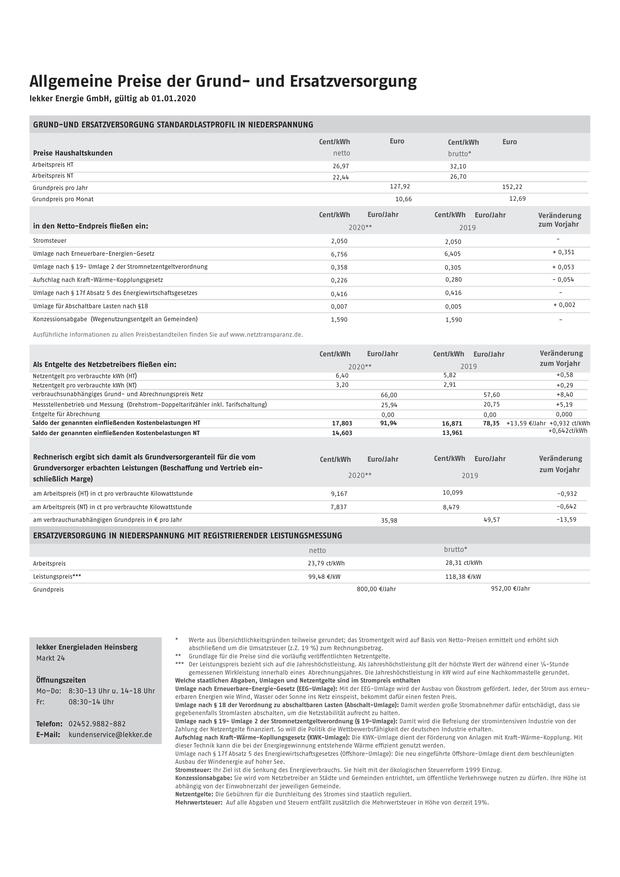 Allgemeine Preise der Grund- und Ersatzversorgung
lekker Energie GmbH, gültig ab 01.01.2020
GRUND-UND ERSATZVERSORGUNG STANDARDLASTPROFIL IN NIEDERSPANNUNG
Cent/kWh Euro Cent/kWh Euro
Preise Haushaltskunden netto brutto*
Arbeitspreis HT 26,97 32,10
Arbeitspreis NT 22,44 26,70
Grundpreis pro Jahr 127,92 152,22
Grundpreis pro Monat 10,66 12,69
Cent/kWh Euro/Jahr Cent/kWh Euro/Jahr Veränderung
in den Netto-Endpreis fließen ein: 2020** 2019 zum Vorjahr
Stromsteuer 2,050 2,050 -
Umlage nach Erneuerbare-Energien-Gesetz 6,756 6,405 + 0,351
Umlage nach § 19- Umlage 2 der Stromnetzentgeltverordnung 0,358 0,305 + 0,053
Aufschlag nach Kraft-Wärme-Kopplungsgesetz 0,226 0,280 - 0,054
Umlage nach § 17f Absatz 5 des Energiewirtschaftsgesetzes 0,416 0,416 -
Umlage für Abschaltbare Lasten nach §18 0,007 0,005 + 0,002
Konzessionsabgabe (Wegenutzungsentgelt an Gemeinden) 1,590 1,590 -
Ausführliche Informationen zu allen Preisbestandteilen finden Sie auf www.netztransparanz.de.
Cent/kWh Euro/Jahr Cent/kWh Euro/Jahr Veränderung
Als Entgelte des Netzbetreibers fließen ein: 2020** 2019 zum Vorjahr
Netzentgelt pro verbrauchte kWh (HT) 6,40 5,82 +0,58
Netzentgelt pro verbrauchte kWh (NT) 3,20 2,91 +0,29
verbrauchsunabhängiges Grund- und Abrechnungspreis Netz 66,00 57,60 +8,40
Messstellenbetrieb und Messung (Drehstrom-Doppeltarifzähler inkl. Tarifschaltung) 25,94 20,75 +5,19
Entgelte für Abrechnung 0,00 0,00 0,000
Saldo der genannten einfließenden Kostenbelastungen HT 17,803 91,94 16,871 78,35 +13,59 €/Jahr +0,932 ct/kWh
Saldo der genannten einfließenden Kostenbelastungen NT 14,603 13,961 +0,642ct/kWh
Rechnerisch ergibt sich damit als Grundversorgeranteil für die vom
Grundversorger erbachten Leistungen (Beschaffung und Vertrieb ein-
schließlich Marge)
Cent/kWh Euro/Jahr Cent/kWh Euro/Jahr Veränderung
2020** 2019 zum Vorjahr
am Arbeitspreis (HT) in ct pro verbrauchte Kilowattstunde 9,167 10,099 -0,932
am Arbeitspreis (NT) in ct pro verbrauchte Kilowattstunde 7,837 8,479 -0,642
am verbrauchunabhängigen Grundpreis in € pro Jahr 35,98 49,57 -13,59
ERSATZVERSORGUNG IN NIEDERSPANNUNG MIT REGISTRIERENDER LEISTUNGSMESSUNG
netto brutto*
Arbeitspreis 23,79 ct/kWh 28,31 ct/kWh
Leistungspreis*** 99,48 €/kW 118,38 €/kW
Grundpreis 800,00 €/Jahr 952,00 €/Jahr
lekker Energieladen Heinsberg
Markt 24
Öffnungszeiten
Mo-Do: 8:30-13 Uhr u. 14-18 Uhr
Fr: 08:30-14 Uhr
Telefon: 02452.9882-882
E-Mail: kundenservice@lekker.de
* Werte aus Übersichtlichkeitsgründen teilweise gerundet; das Stromentgelt wird auf Basis von Netto-Preisen ermittelt und erhöht sich
abschließend um die Umsatzsteuer (z.Z. 19 %) zum Rechnungsbetrag.
** Grundlage für die Preise sind die vorläufig veröffentlichten Netzentgelte.
*** Der Leistungspreis bezieht sich auf die Jahreshöchstleistung. Als Jahreshöchstleistung gilt der höchste Wert der während einer ¼-Stunde
gemessenen Wirkleistung innerhalb eines Abrechnungsjahres. Die Jahreshöchstleistung in kW wird auf eine Nachkommastelle gerundet.
Welche staatlichen Abgaben, Umlagen und Netzentgelte sind im Strompreis enthalten
Umlage nach Erneuerbare-Energie-Gesetz (EEG-Umlage): Mit der EEG-Umlage wird der Ausbau von Ökostrom gefördert. Jeder, der Strom aus erneu-
erbaren Energien wie Wind, Wasser oder Sonne ins Netz einspeist, bekommt dafür einen festen Preis.
Umlage nach § 18 der Verordnung zu abschaltbaren Lasten (Abschalt-Umlage): Damit werden große Stromabnehmer dafür entschädigt, dass sie
gegebenenfalls Stromlasten abschalten, um die Netzstabilität aufrecht zu halten.
Umlage nach § 19- Umlage 2 der Stromnetzentgeltverordnung (§ 19-Umlage): Damit wird die Befreiung der stromintensiven Industrie von der
Zahlung der Netzentgelte finanziert. So will die Politik die Wettbewerbsfähigkeit der deutschen Industrie erhalten.
Aufschlag nach Kraft-Wärme-Kopllungsgesetz (KWK-Umlage): Die KWK-Umlage dient der Förderung von Anlagen mit Kraft-Wärme-Kopplung. Mit
dieser Technik kann die bei der Energiegewinnung entstehende Wärme effizient genutzt werden.
Umlage nach § 17f Absatz 5 des Energiewirtschaftsgesetzes (Offshore-Umlage): Die neu eingeführte Offshore-Umlage dient dem beschleunigten
Ausbau der Windenergie auf hoher See.
Stromsteuer: Ihr Ziel ist die Senkung des Energieverbrauchs. Sie hielt mit der ökologischen Steuerreform 1999 Einzug.
Konzessionsabgabe: Sie wird vom Netzbetreiber an Städte und Gemeinden entrichtet, um öffentliche Verkehrswege nutzen zu dürfen. Ihre Höhe ist
abhängig von der Einwohnerzahl der jeweiligen Gemeinde.
Netzentgelte: Die Gebühren für die Durchleitung des Stromes sind staatlich reguliert.
Mehrwertsteuer: Auf alle Abgaben und Steuern entfällt zusätzlich die Mehrwertsteuer in Höhe von derzeit 19%.